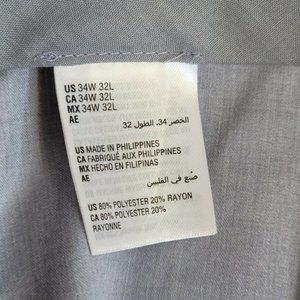 US 34W 32L
CA 34W 32L
MX 34W 32L
AE
الخصر 34، الطول 32
US MADE IN PHILIPPINES
CA FABRIQUÉ AUX PHILIPPINES
MX HECHO EN FILIPINAS
AE
صُنع في الفلبين
US 80% POLYESTER 20% RAYON
CA 80% POLYESTER 20%
RAYONNE